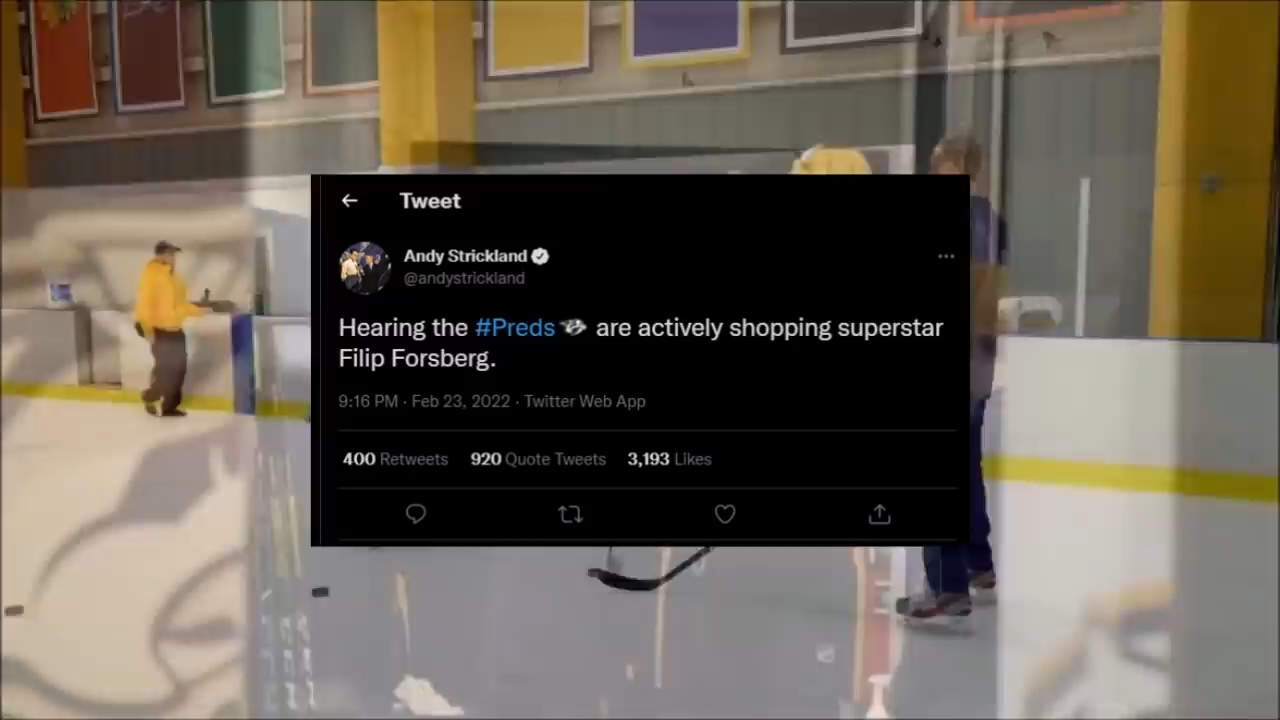 Tweet
Andy Strickland
@andystrickland
Hearing the #Preds are actively shopping superstar
Filip Forsberg.
9:16 PM · Feb 23, 2022 · Twitter Web App
400 Retweets 920 Quote Tweets 3,193 Likes